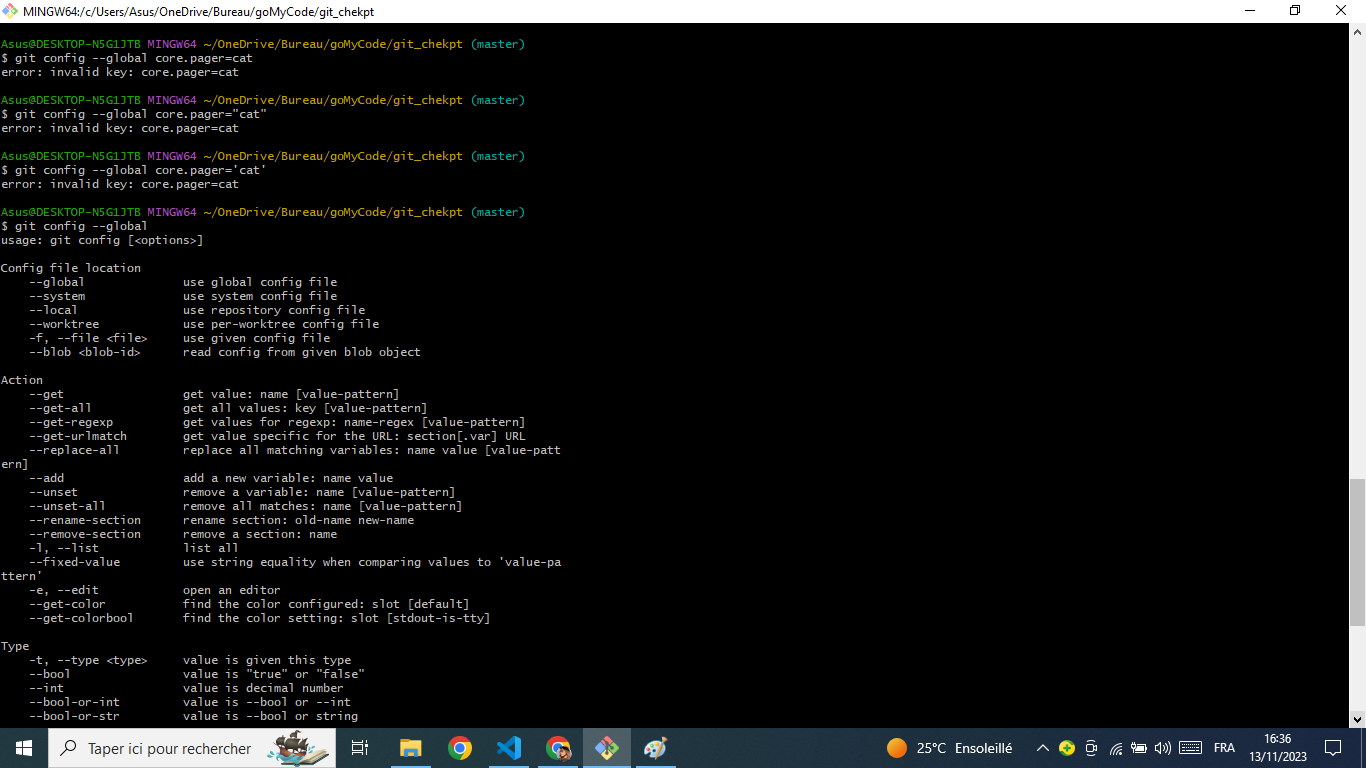 MINGW64:/c/Users/Asus/OneDrive/Bureau/goMyCode/git_chekpt
Asus@DESKTOP-N5G1JTB MINGW64 ~/OneDrive/Bureau/goMyCode/git_chekpt (master)
$ git config --global core.pager=cat
error: invalid key: core.pager=cat
Asus@DESKTOP-N5G1JTB MINGW64 ~/OneDrive/Bureau/goMyCode/git_chekpt (master)
$ git config --global core.pager="cat"
error: invalid key: core.pager=cat
Asus@DESKTOP-N5G1JTB MINGW64 ~/OneDrive/Bureau/goMyCode/git_chekpt (master)
$ git config --global core.pager='cat'
error: invalid key: core.pager=cat
Asus@DESKTOP-N5G1JTB MINGW64 ~/OneDrive/Bureau/goMyCode/git_chekpt (master)
$ git config --global
usage: git config [<options>]
Config file location
--global use global config file
--system use system config file
--local use repository config file
--worktree use per-worktree config file
-f, --file <file> use given config file
--blob <blob-id> read config from given blob object
Action
--get get value: name [value-pattern]
--get-all get all values: key [value-pattern]
--get-regexp get values for regexp: name-regex [value-pattern]
--get-urlmatch get value specific for the URL: section[.var] URL
--replace-all replace all matching variables: name value [value-patt
ern]
--add add a new variable: name value
--unset remove a variable: name [value-pattern]
--unset-all remove all matches: name [value-pattern]
--rename-section rename section: old-name new-name
--remove-section remove a section: name
-l, --list list all
--fixed-value use string equality when comparing values to 'value-pa
ttern'
-e, --edit open an editor
--get-color find the color configured: slot [default]
--get-colorbool find the color setting: slot [stdout-is-tty]
Type
-t, --type <type> value is given this type
--bool value is "true" or "false"
--int value is decimal number
--bool-or-int value is --bool or --int
--bool-or-str value is --bool or string
Taper ici pour rechercher
25°C Ensoleillé
FRA
16:36
13/11/2023